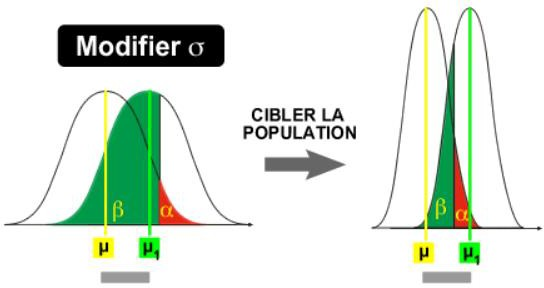 Modifier σ
CIBLER LA
POPULATION
β
α
μ
μ1
β
α
μ
μ1